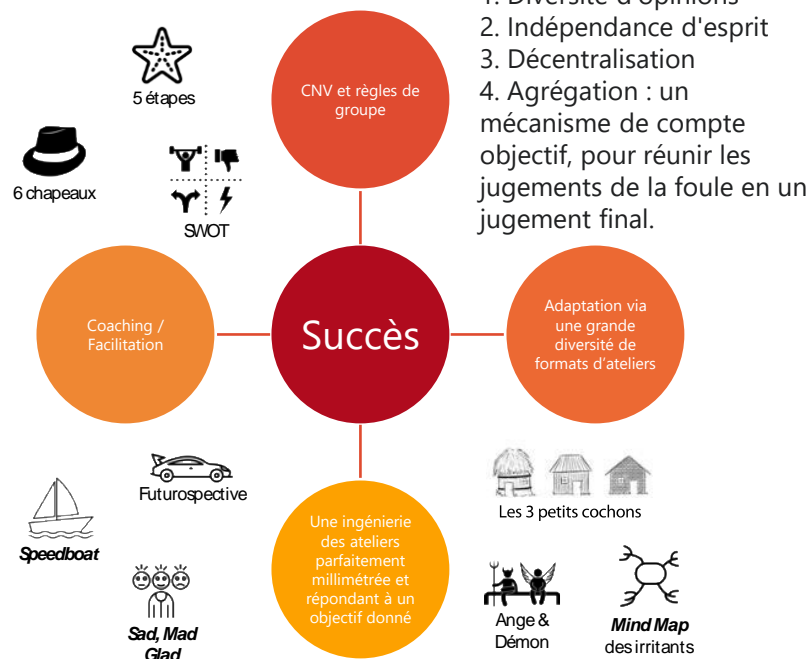 1. Diversité d'opinions
2. Indépendance d'esprit
3. Décentralisation
4. Agrégation : un
mécanisme de compte
objectif, pour réunir les
jugements de la foule en un
jugement final.
5 étapes
CNV et règles de
groupe
6 chapeaux
SWOT
Coaching /
Facilitation
Succès
Adaptation via
une grande
diversité de
formats d'ateliers
Futurospective
Speedboat
Sad, Mad
Glad
Une ingénierie
des ateliers
parfaitement
millimétrée et
répondant à un
objectif donné
Les 3 petits cochons
Ange &
Démon
Mind Map
des irritants